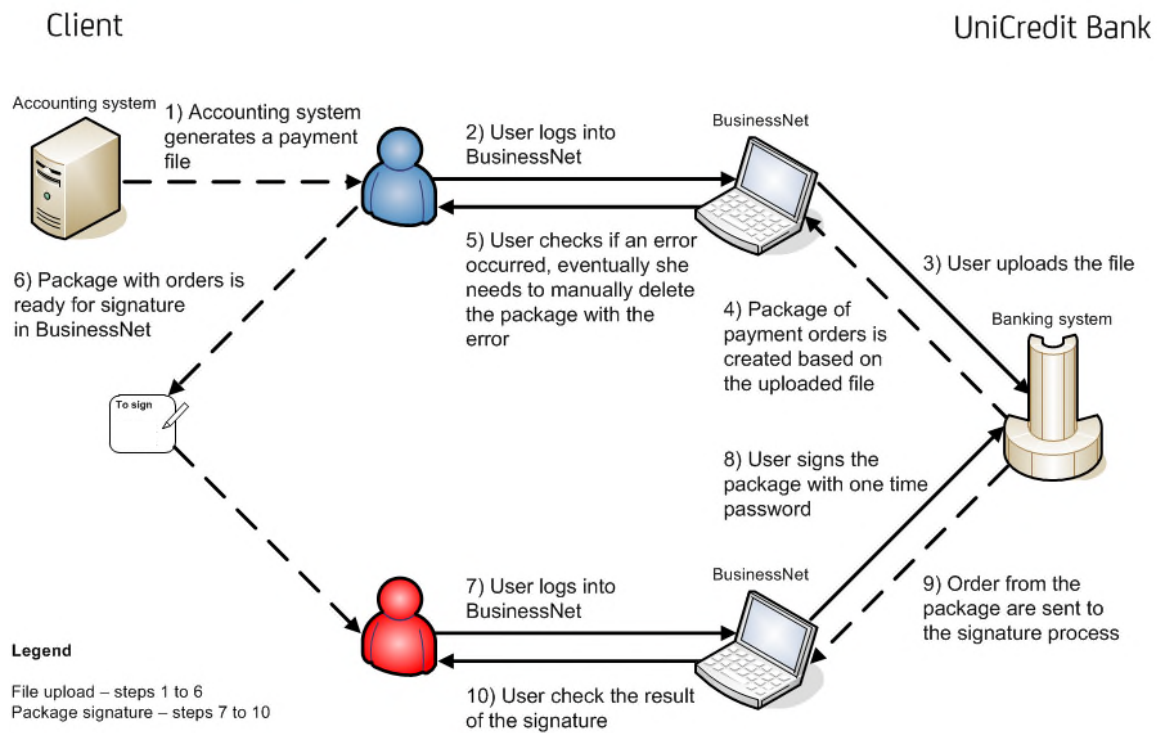 Client
UniCredit Bank
Accounting system
1) Accounting system
generates a payment
file
2) User logs into
BusinessNet
BusinessNet
3) User uploads the file
4) Package of
payment orders is
created based on
the uploaded file
Banking system
5) User checks if an error
occurred, eventually she
needs to manually delete
the package with the
error
6) Package with orders is
ready for signature
in BusinessNet
To sign
7) User logs into
BusinessNet
BusinessNet
8) User signs the
package with one time
password
9) Order from the
package are sent to
the signature process
10) User check the result
of the signature
Legend
File upload – steps 1 to 6
Package signature – steps 7 to 10